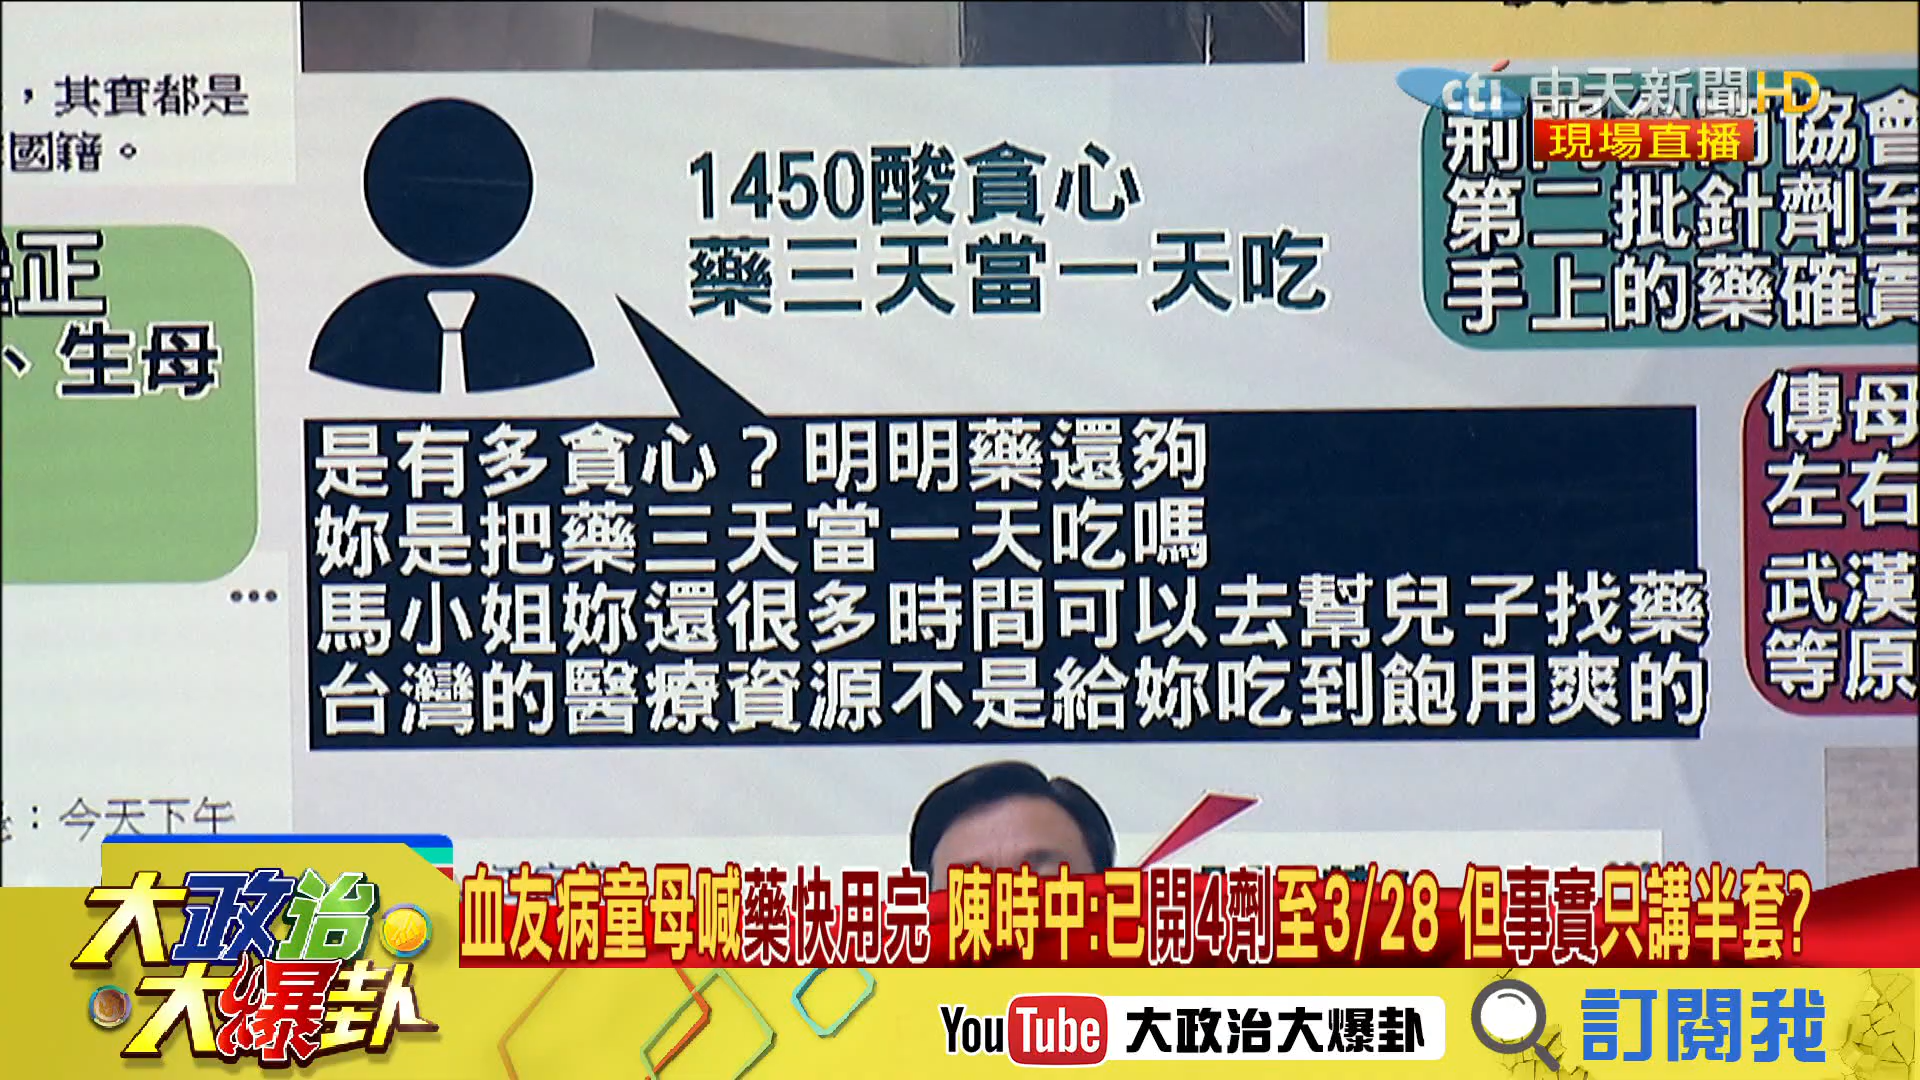 ，其實都是
國籍。
正
、生母
：今天下午
1450酸貪心
藥三天當一天吃
是有多貪心？明明藥還夠
妳是把藥三天當一天吃嗎
馬小姐妳還很多時間可以去幫兒子找藥
台灣的醫療資源不是給妳吃到飽用爽的
cti 中天新聞HD
現場直播
協會
第二批針劑至
手上的藥確實
傳母
左右
武漢
等原
血友病童母喊藥快用完 陳時中:已開4劑至3/28 但事實只講半套?
大政治
大爆卦
YouTube 大政治大爆卦
訂閱我